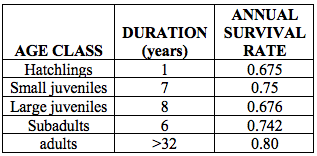 AGE CLASS DURATION (years) ANNUAL SURVIVAL RATE
Hatchlings 1 0.675
Small juveniles 7 0.75
Large juveniles 8 0.676
Subadults 6 0.742
adults >32 0.80